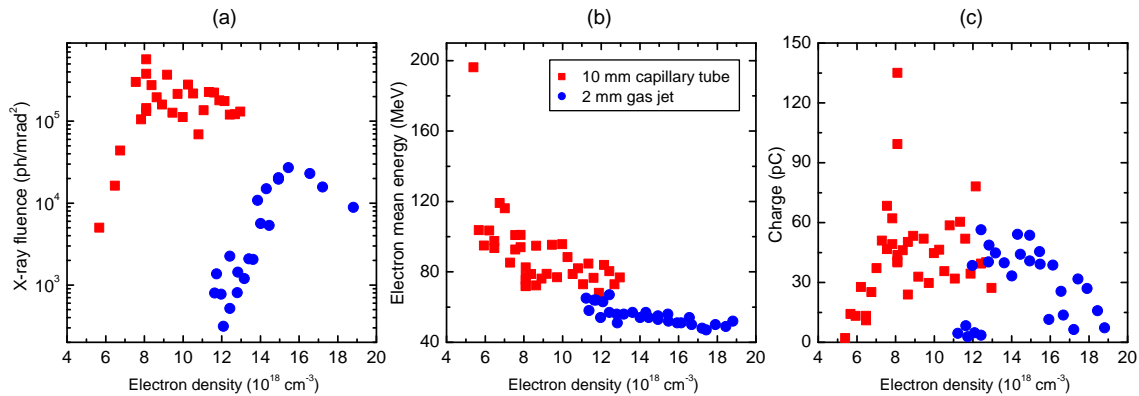 (a)
(b)
(c)
X-ray fluence (ph/mrad²)
10⁵
10⁴
10³
4 6 8 10 12 14 16 18 20
Electron density (10¹⁸ cm⁻³)
Electron mean energy (MeV)
200
160
120
80
40
10 mm capillary tube
2 mm gas jet
4 6 8 10 12 14 16 18 20
Electron density (10¹⁸ cm⁻³)
Charge (pC)
150
120
90
60
30
0
4 6 8 10 12 14 16 18 20
Electron density (10¹⁸ cm⁻³)